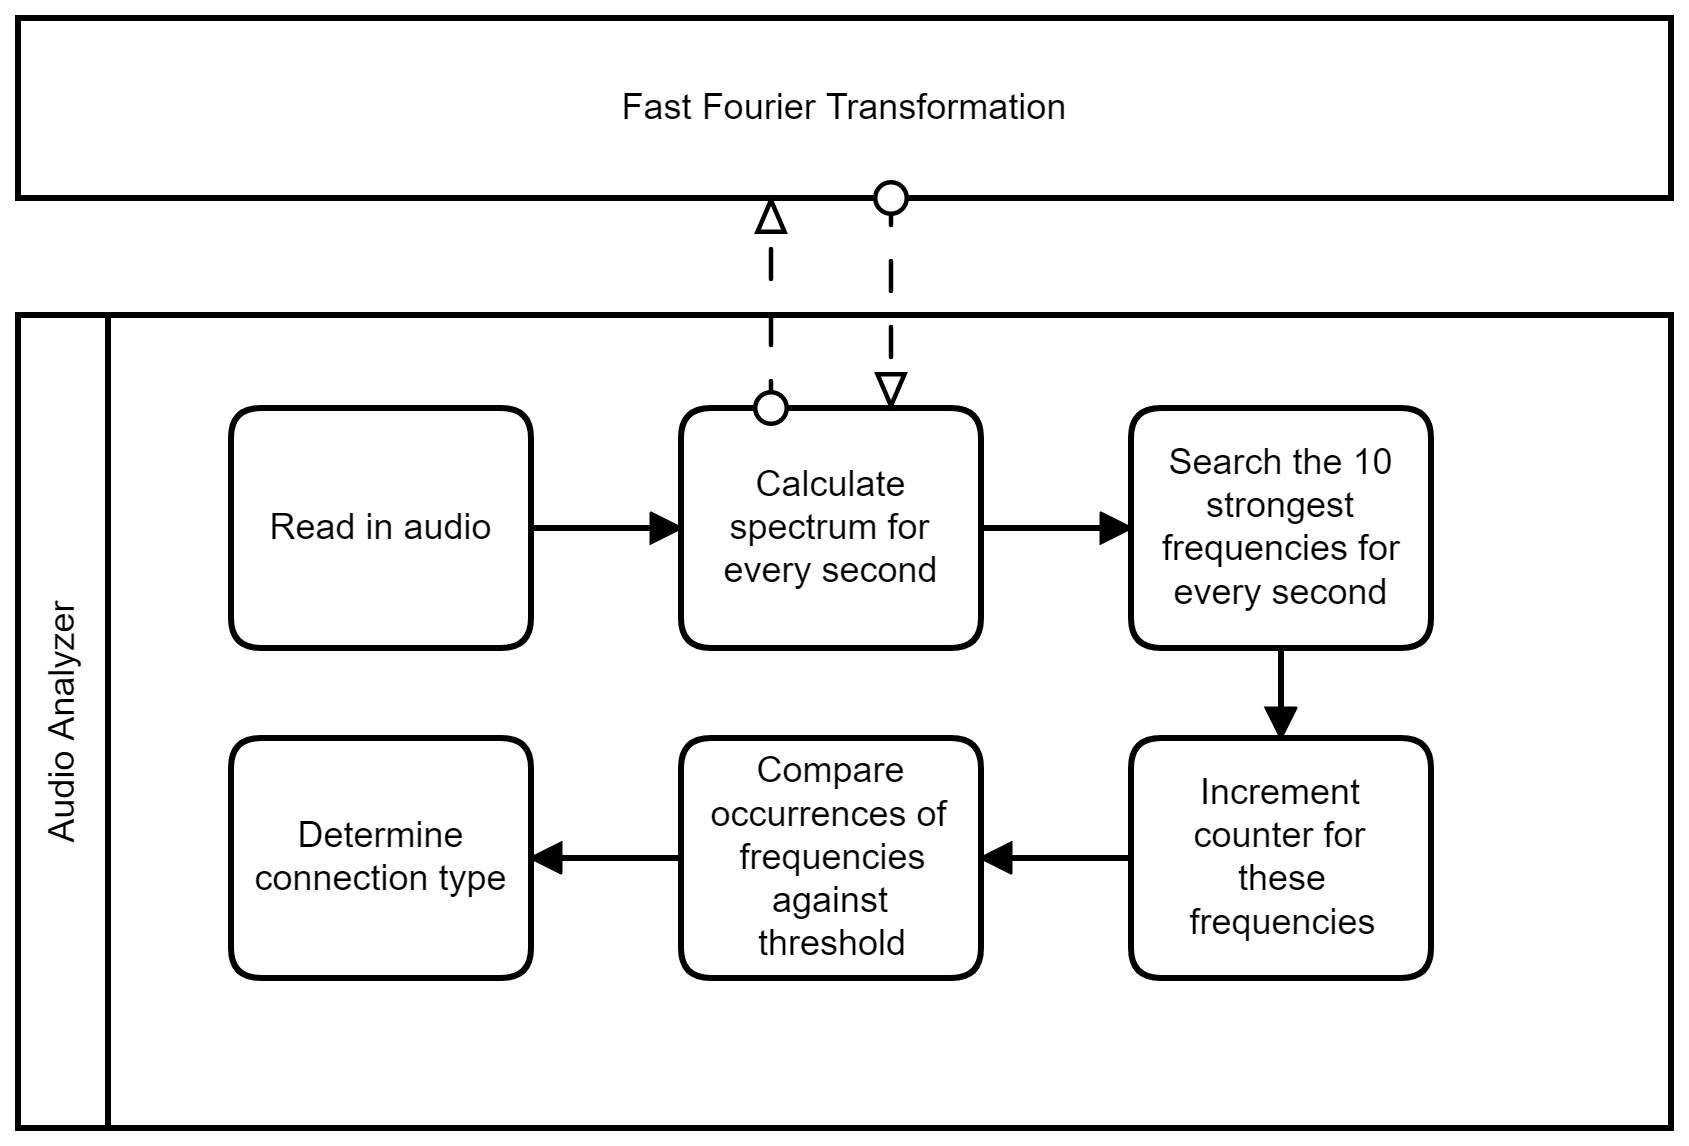 Fast Fourier Transformation
Audio Analyzer
Read in audio
Calculate
spectrum for
every second
Search the 10
strongest
frequencies for
every second
Increment
counter for
these
frequencies
Compare
occurrences of
frequencies
against
threshold
Determine
connection type